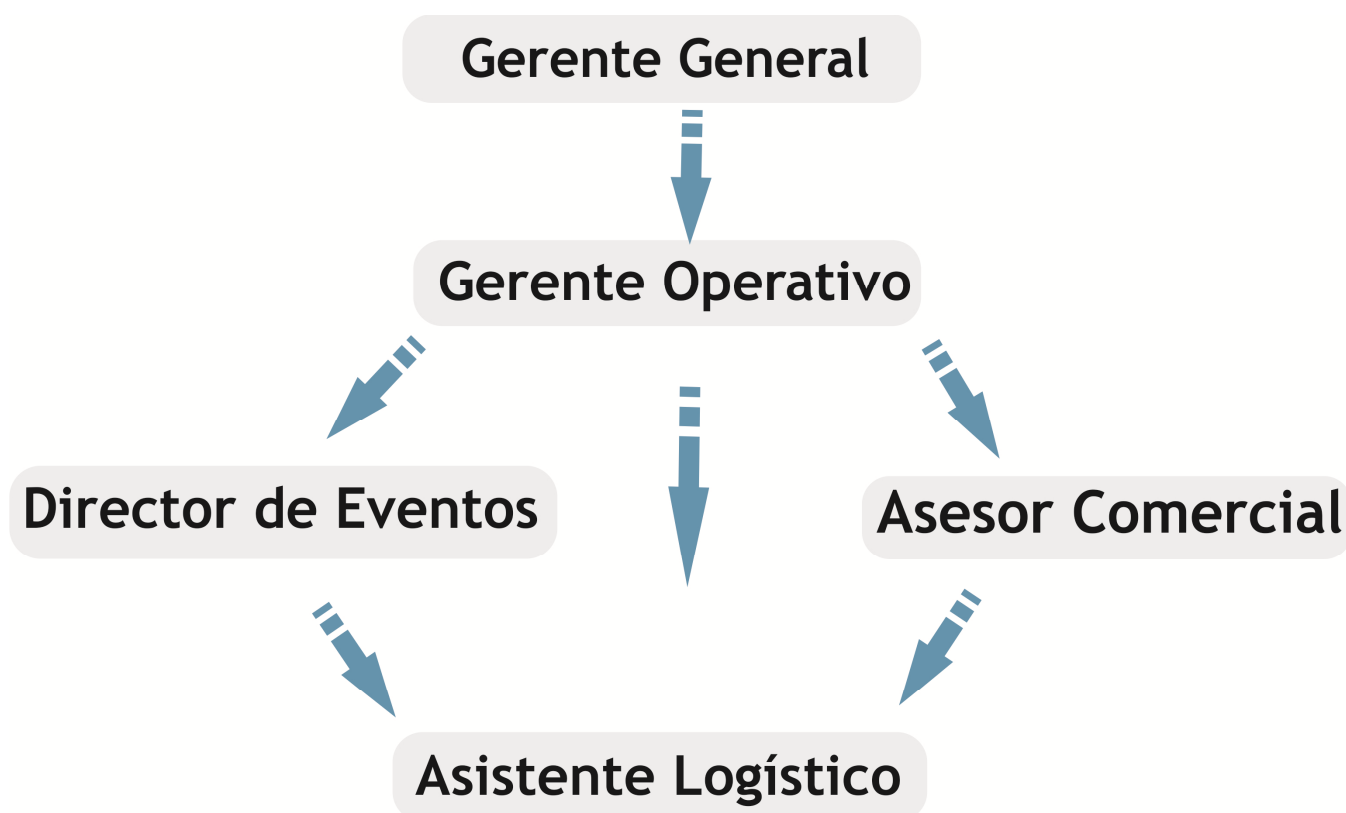 Gerente General
Gerente Operativo
Director de Eventos
Asesor Comercial
Asistente Logístico